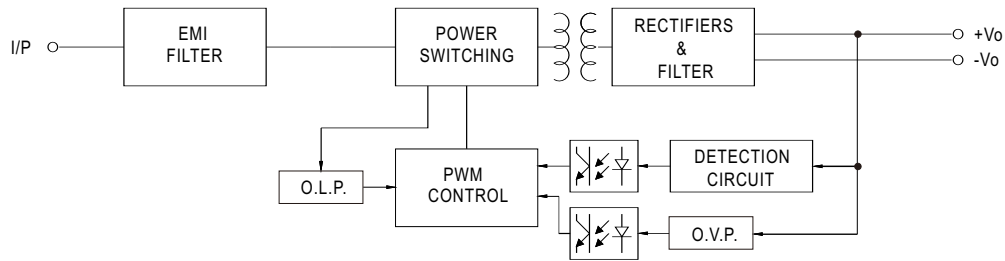 I/P
EMI
FILTER
POWER
SWITCHING
RECTIFIERS
&
FILTER
+Vo
-Vo
O.L.P.
PWM
CONTROL
DETECTION
CIRCUIT
O.V.P.